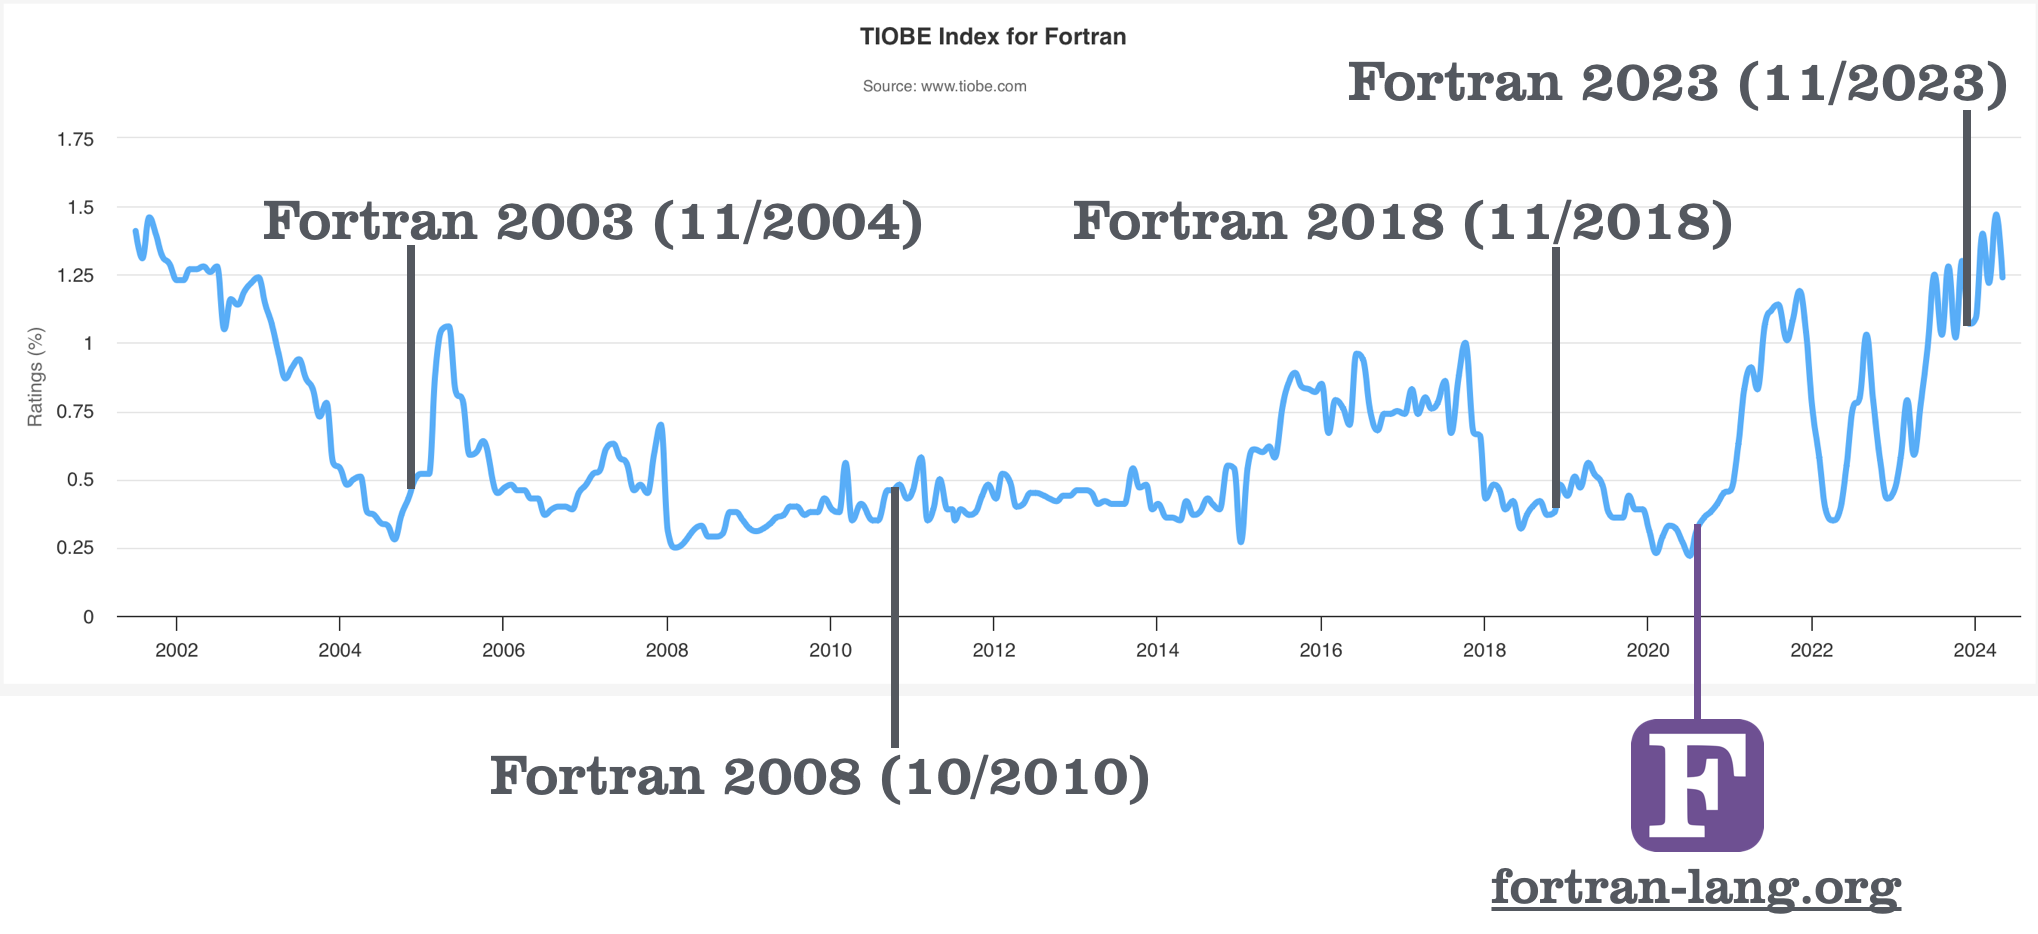 TIOBE Index for Fortran
Source: www.tiobe.com
Fortran 2023 (11/2023)
Fortran 2003 (11/2004)
Fortran 2018 (11/2018)
Ratings (%)
1.75
1.5
1.25
1
0.75
0.5
0.25
0
2002 2004 2006 2008 2010 2012 2014 2016 2018 2020 2022 2024
Fortran 2008 (10/2010)
F
fortran-lang.org